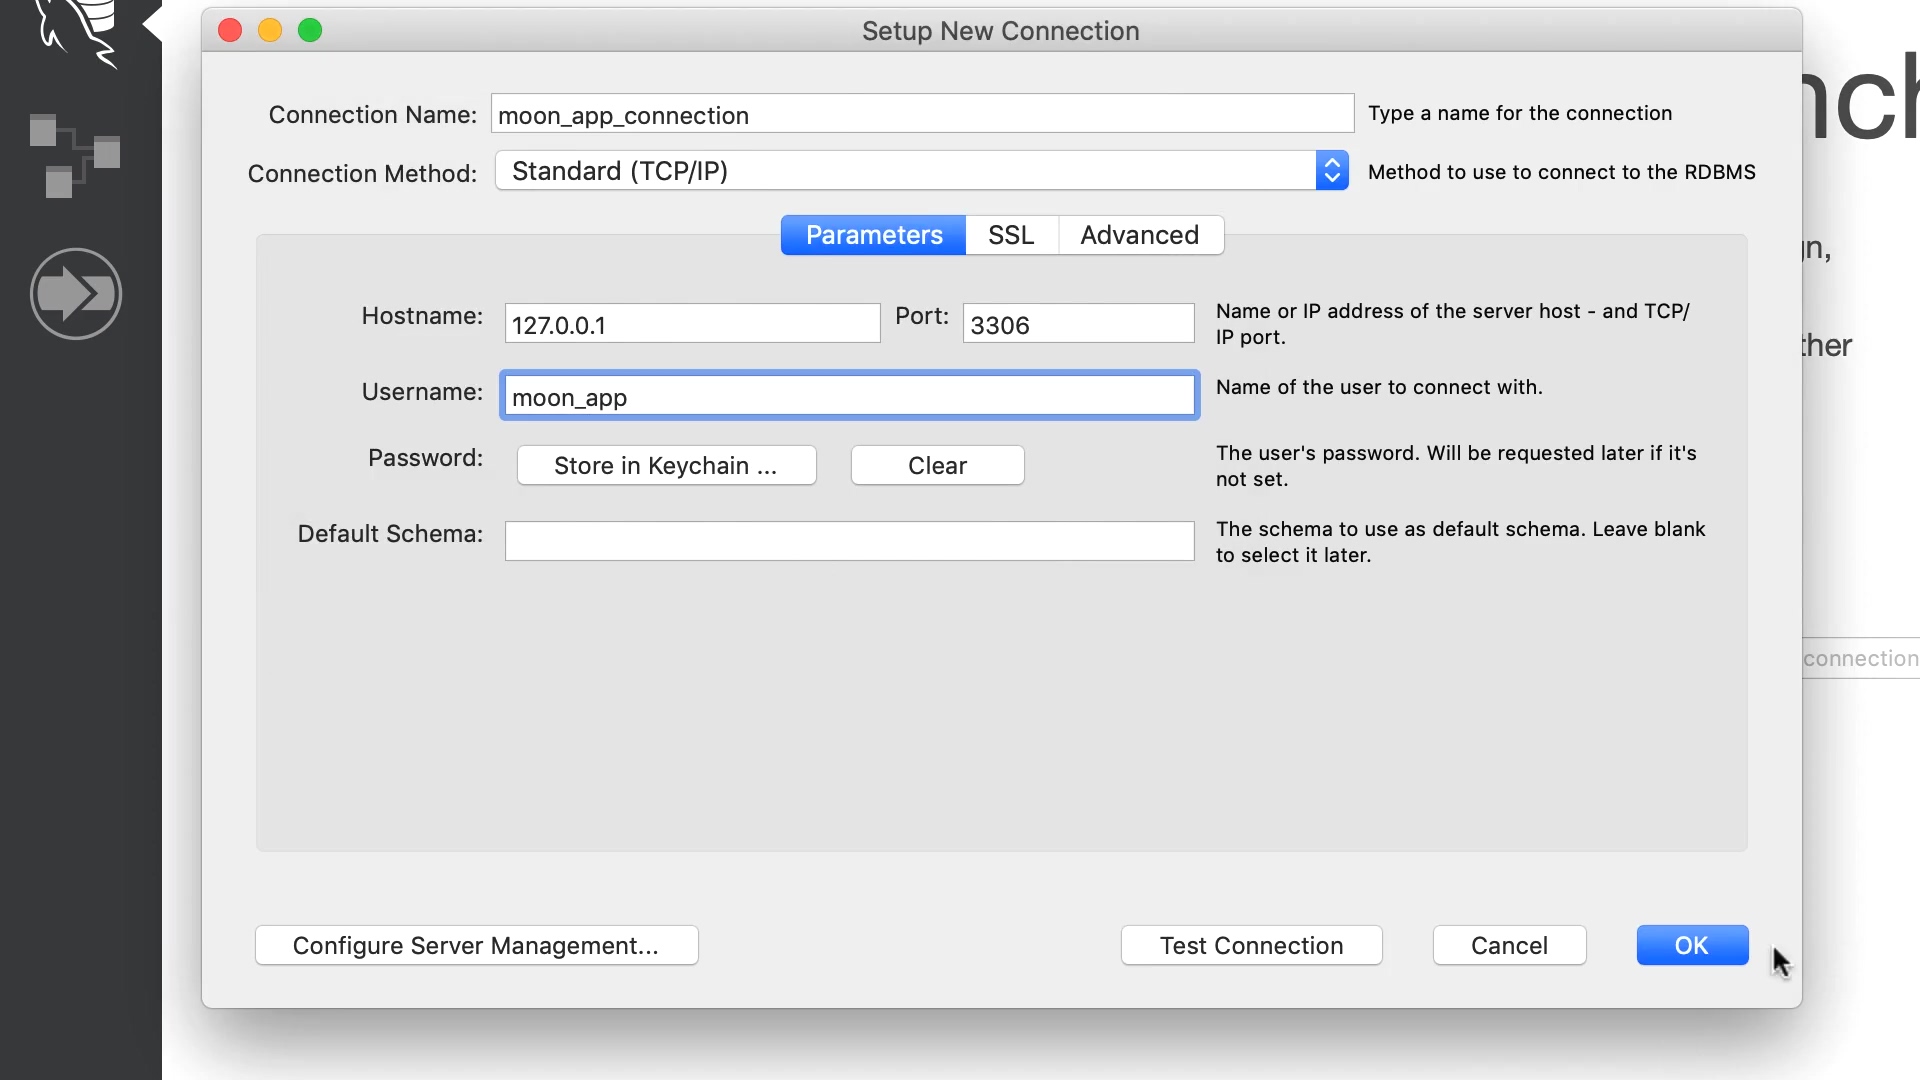 Setup New Connection
Connection Name: moon_app_connection Type a name for the connection
Connection Method: Standard (TCP/IP) Method to use to connect to the RDBMS
Parameters SSL Advanced
Hostname: 127.0.0.1 Port: 3306 Name or IP address of the server host - and TCP/
IP port.
Username: moon_app Name of the user to connect with.
Password: Store in Keychain ... Clear The user's password. Will be requested later if it's
not set.
Default Schema: The schema to use as default schema. Leave blank
to select it later.
connection
Configure Server Management... Test Connection Cancel OK